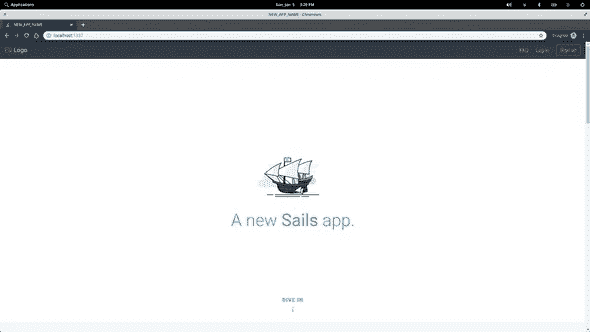 Applications
Sun, Jan 5 3:20 PM
NEW_APP_NAME - Chromium
NEW_APP_NAME
localhost:1337
Logo
FAQ
Log in
Sign up
A new Sails app.
DIVE IN